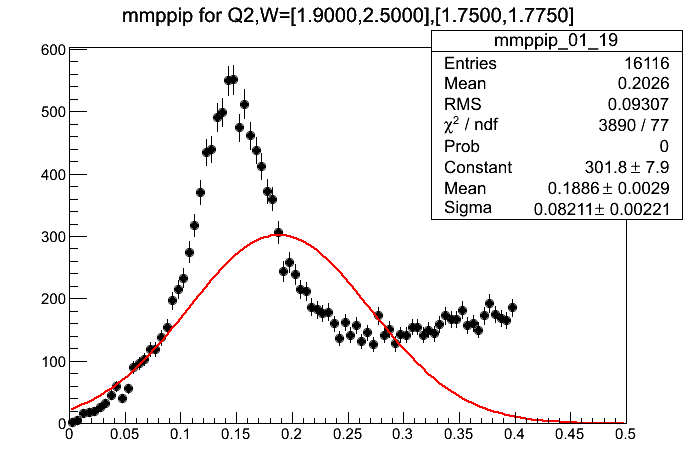 mmppip for Q2,W=[1.9000,2.5000],[1.7500,1.7750]
mmppip_01_19
Entries 16116
Mean 0.2026
RMS 0.09307
χ² / ndf 3890 / 77
Prob 0
Constant 301.8 ± 7.9
Mean 0.1886 ± 0.0029
Sigma 0.08211 ± 0.00221
600
500
400
300
200
100
0
0 0.05 0.1 0.15 0.2 0.25 0.3 0.35 0.4 0.45 0.5